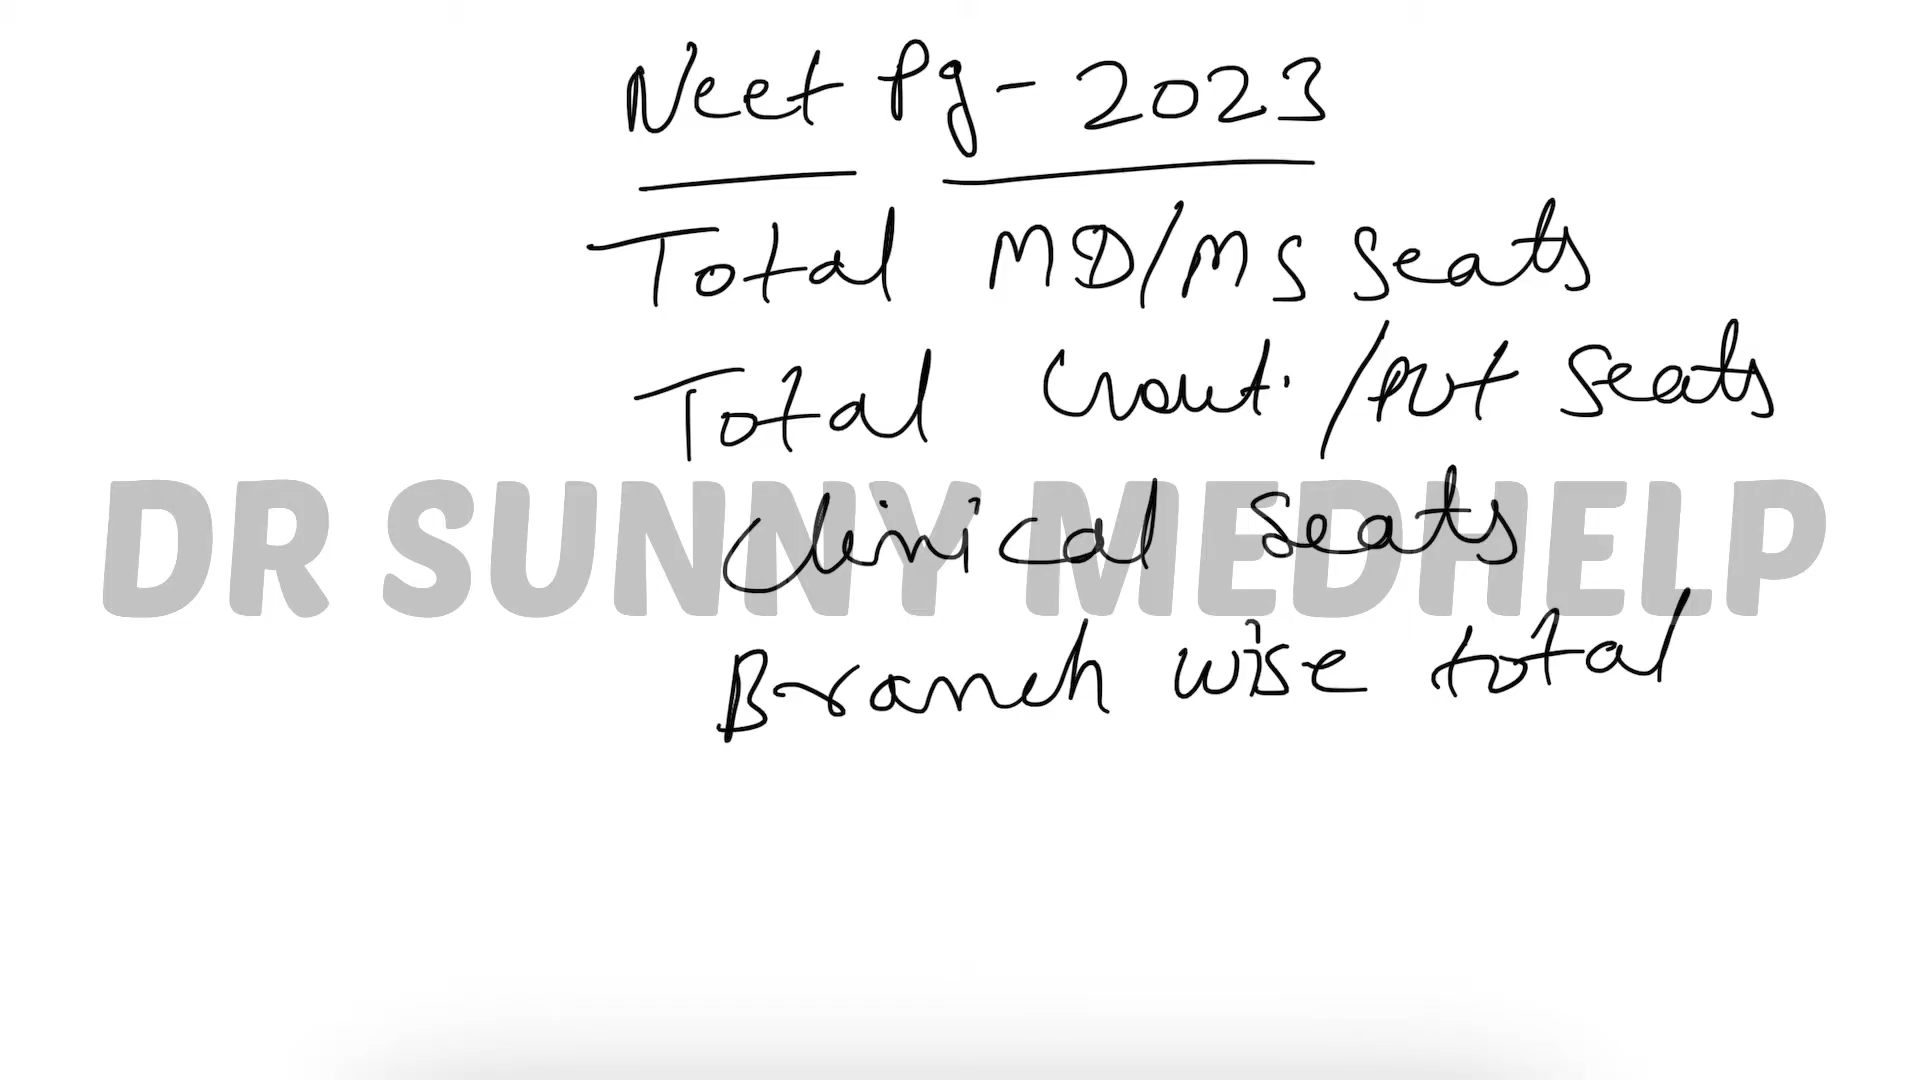 Neet Pg - 2023
Total MD/MS Seats
Total Govt. /Pvt Seats
DR SUNNY MEDHELP
Clinical Seats
Branch wise total